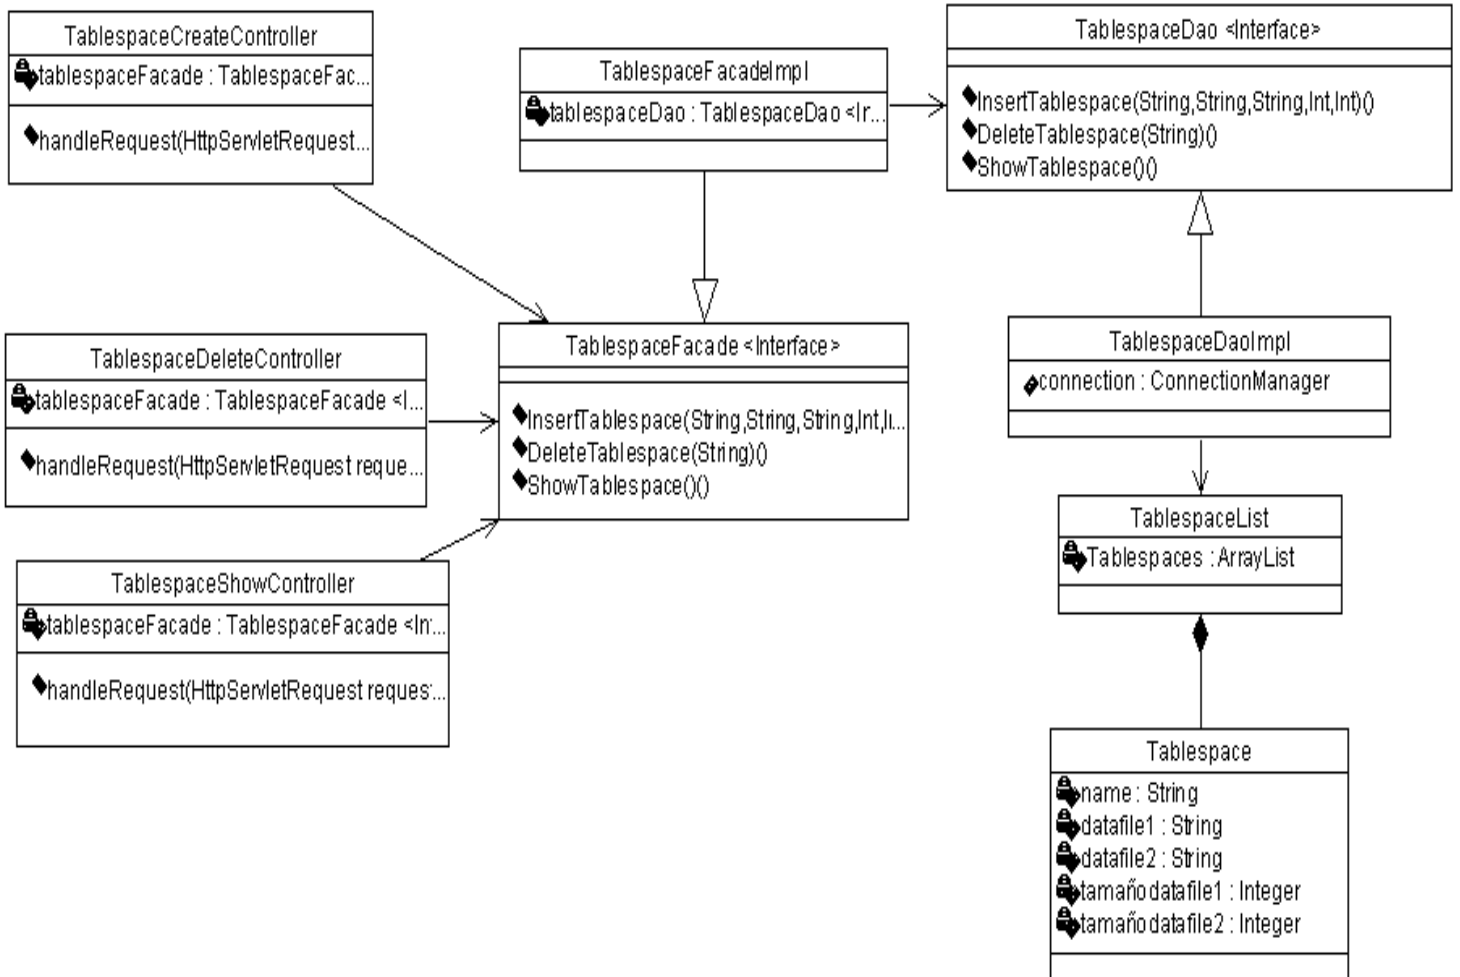 TablespaceCreateController
tablespaceFacade : TablespaceFac...
handleRequest(HttpServletRequest...
TablespaceFacadeImpl
tablespaceDao : TablespaceDao <Ir...
TablespaceDao <Interface>
InsertTablespace(String,String,String,Int,Int)()
DeleteTablespace(String)()
ShowTablespace()()
TablespaceDeleteController
tablespaceFacade : TablespaceFacade <I...
handleRequest(HttpServletRequest reque...
TablespaceFacade <Interface>
InsertTablespace(String,String,String,Int,Iı...
DeleteTablespace(String)()
ShowTablespace()()
TablespaceDaoImpl
connection : ConnectionManager
TablespaceList
Tablespaces : ArrayList
TablespaceShowController
tablespaceFacade : TablespaceFacade <In...
handleRequest(HttpServletRequest reques...
Tablespace
name : String
datafile1 : String
datafile2 : String
tamañodatafile1 : Integer
tamañodatafile2 : Integer